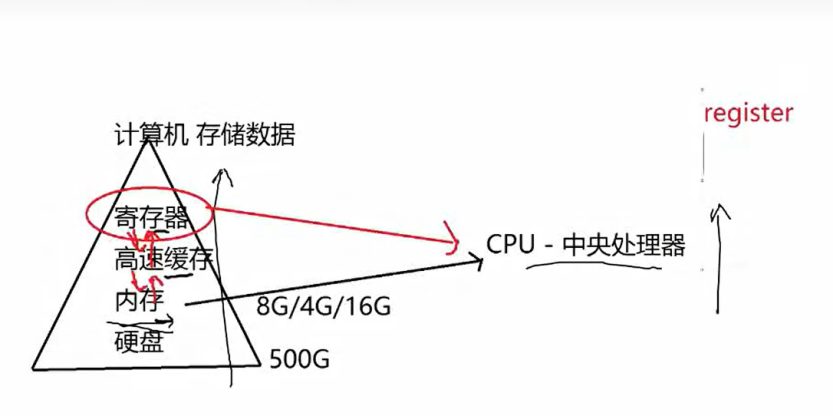 register
计算机 存储数据
寄存器
CPU - 中央处理器
高速缓存
内存
8G/4G/16G
硬盘
500G